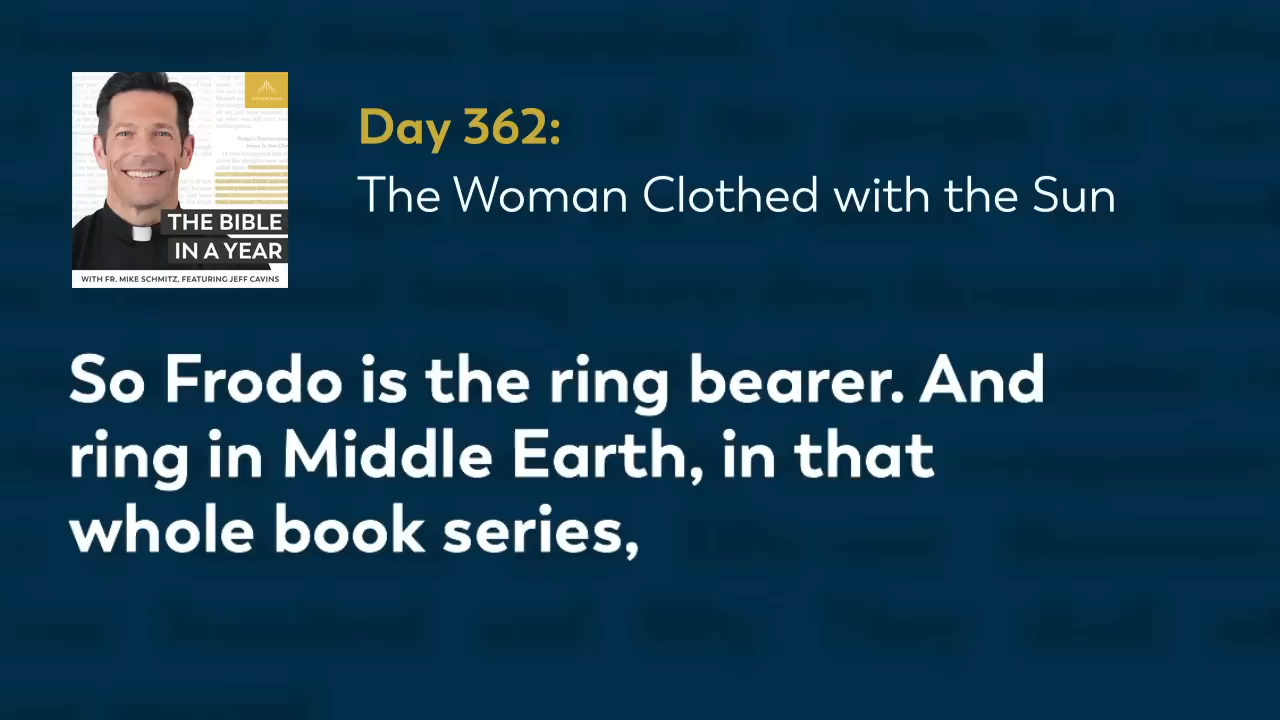 THE BIBLE
IN A YEAR
WITH FR. MIKE SCHMITZ, FEATURING JEFF CAVINS
Day 362:
The Woman Clothed with the Sun
So Frodo is the ring bearer. And
ring in Middle Earth, in that
whole book series,